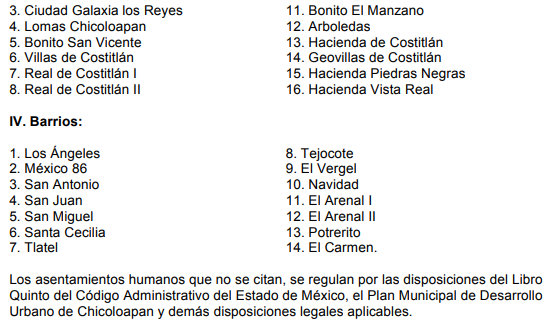 3. Ciudad Galaxia los Reyes
4. Lomas Chicoloapan
5. Bonito San Vicente
6. Villas de Costitlán
7. Real de Costitlán I
8. Real de Costitlán II
11. Bonito El Manzano
12. Arboledas
13. Hacienda de Costitlán
14. Geovillas de Costitlán
15. Hacienda Piedras Negras
16. Hacienda Vista Real
IV. Barrios:
1. Los Ángeles
2. México 86
3. San Antonio
4. San Juan
5. San Miguel
6. Santa Cecilia
7. Tlatel
8. Tejocote
9. El Vergel
10. Navidad
11. El Arenal I
12. El Arenal II
13. Potrerito
14. El Carmen.
Los asentamientos humanos que no se citan, se regulan por las disposiciones del Libro
Quinto del Código Administrativo del Estado de México, el Plan Municipal de Desarrollo
Urbano de Chicoloapan y demás disposiciones legales aplicables.